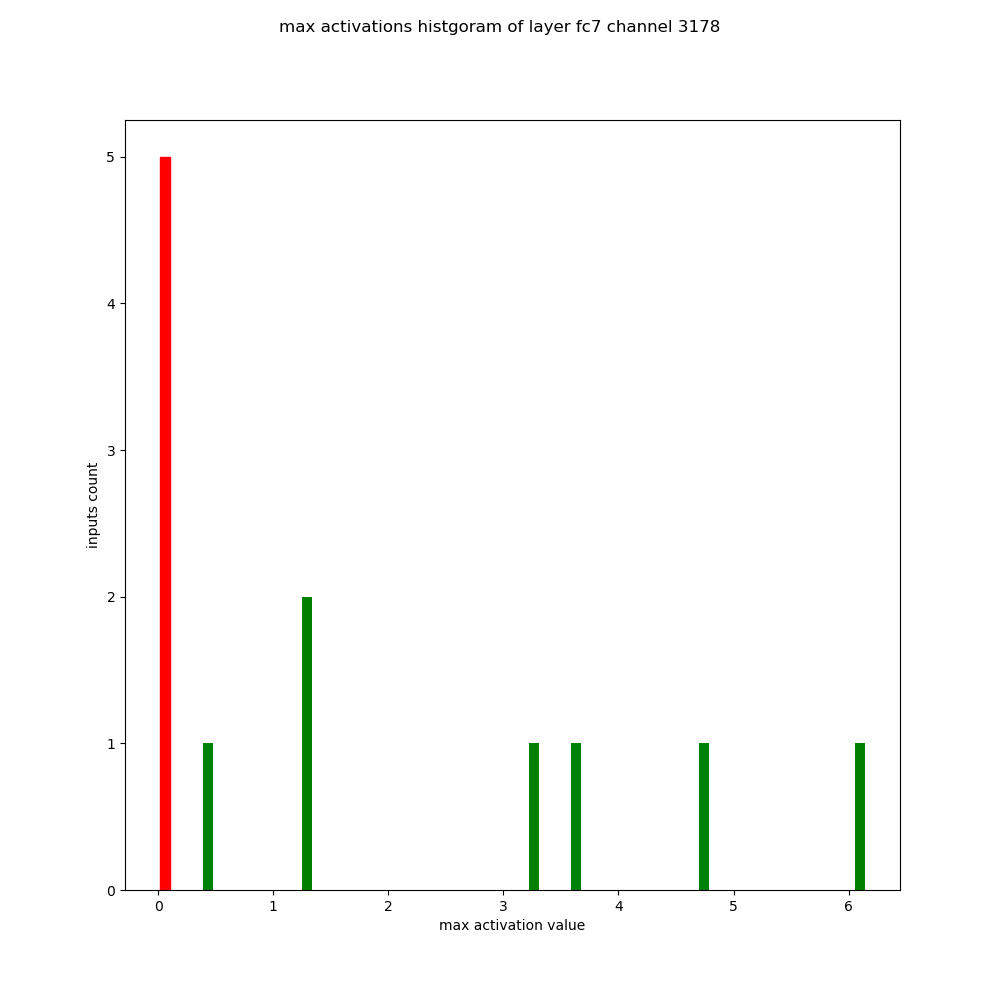 max activations histgoram of layer fc7 channel 3178
5
4
3
2
1
0
inputs count
0 1 2 3 4 5 6
max activation value